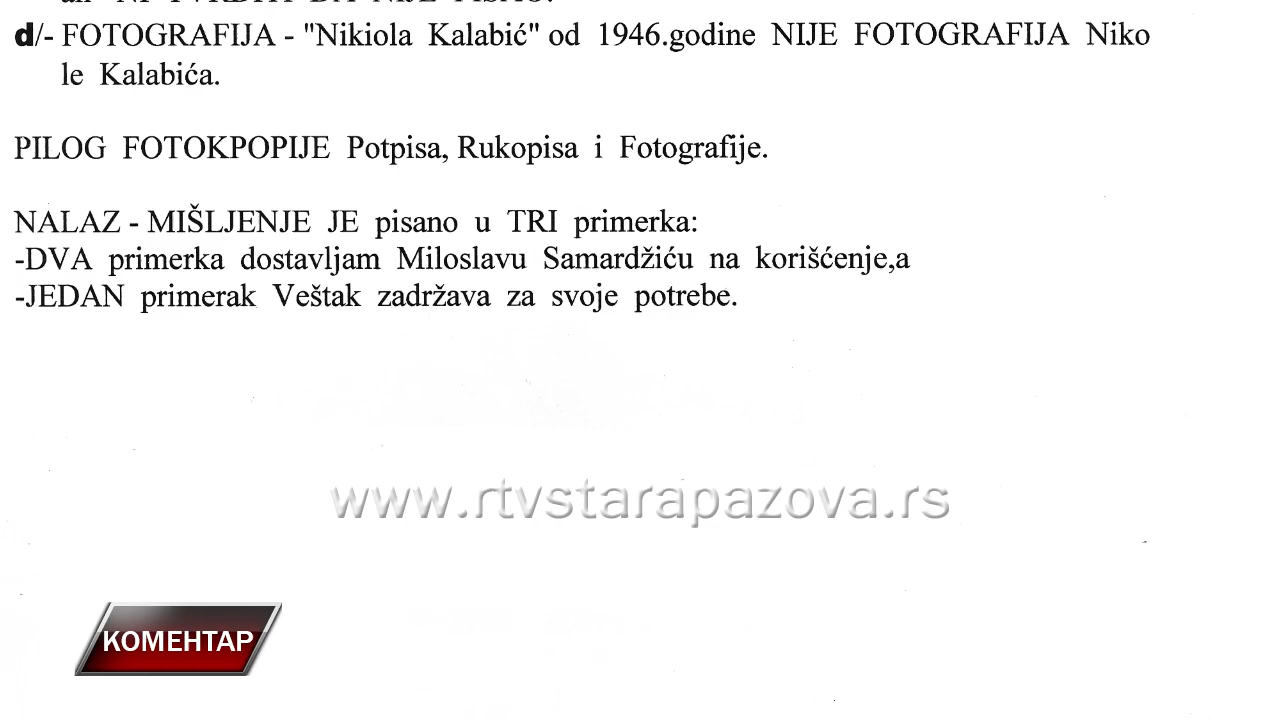 d/- FOTOGRAFIJA - "Nikiola Kalabić" od 1946.godine NIJE FOTOGRAFIJA Niko
le Kalabića.
PILOG FOTOKPOPIJE Potpisa, Rukopisa i Fotografije.
NALAZ - MIŠLJENJE JE pisano u TRI primerka:
-DVA primerka dostavljam Miloslavu Samardžiću na korišćenje,a
-JEDAN primerak Veštak zadržava za svoje potrebe.
www.rtvstarapazova.rs
КОМЕНТАР